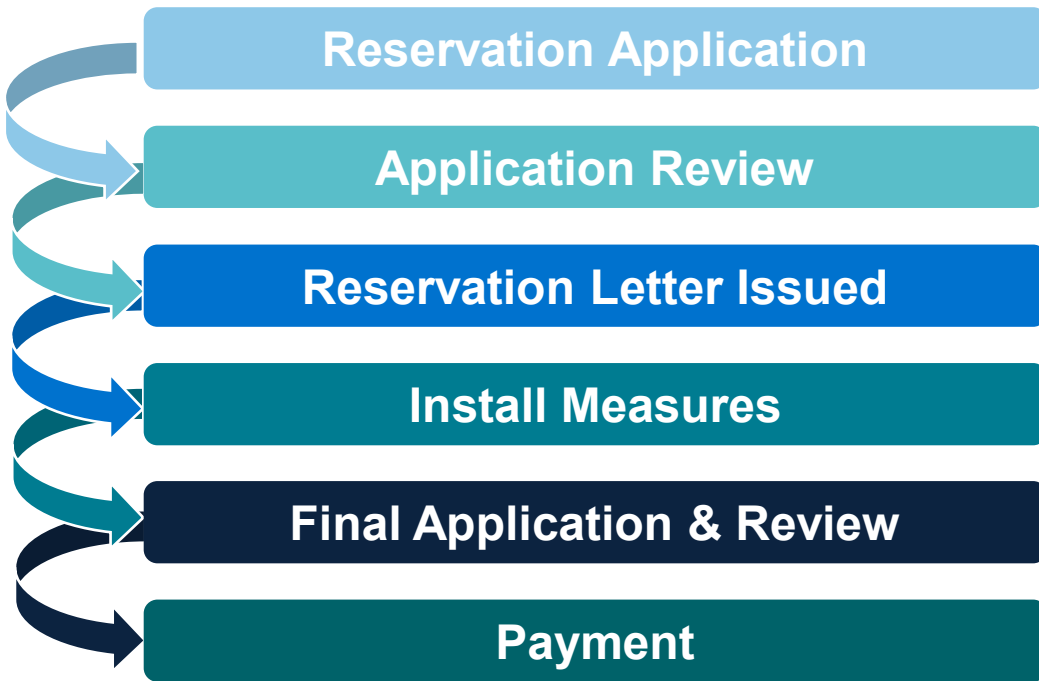 Reservation Application
Application Review
Reservation Letter Issued
Install Measures
Final Application & Review
Payment